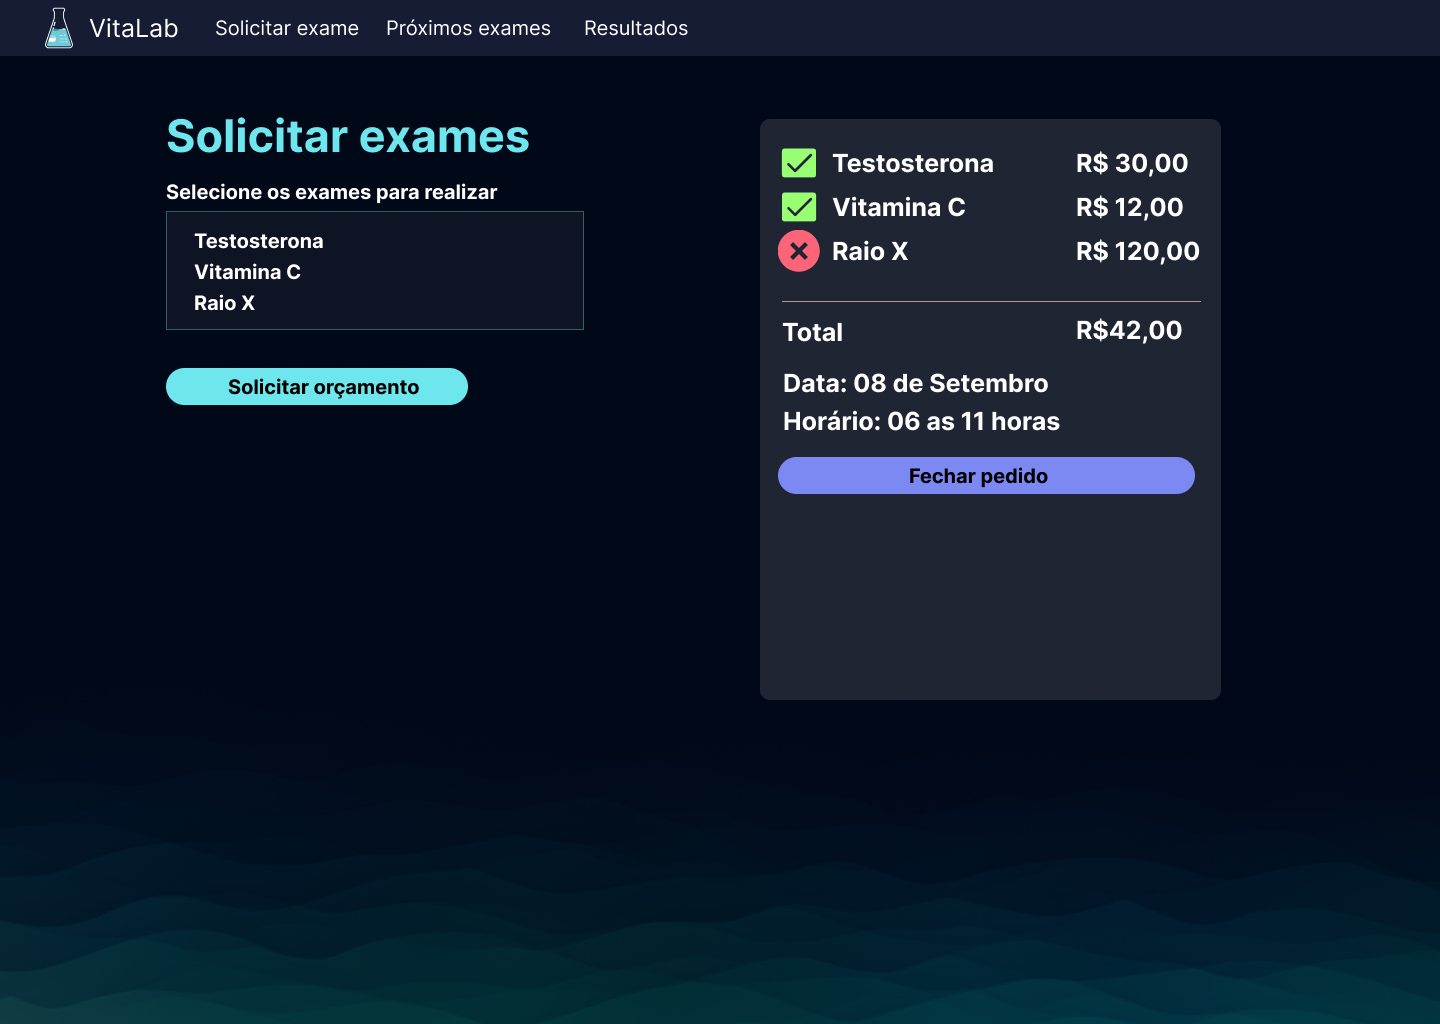 VitaLab Solicitar exame Próximos exames Resultados
Solicitar exames
Selecione os exames para realizar
Testosterona
Vitamina C
Raio X
Solicitar orçamento
Testosterona R$ 30,00
Vitamina C R$ 12,00
Raio X R$ 120,00
Total R$42,00
Data: 08 de Setembro
Horário: 06 as 11 horas
Fechar pedido